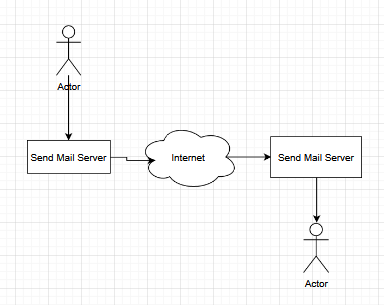 Actor
Send Mail Server
Internet
Send Mail Server
Actor